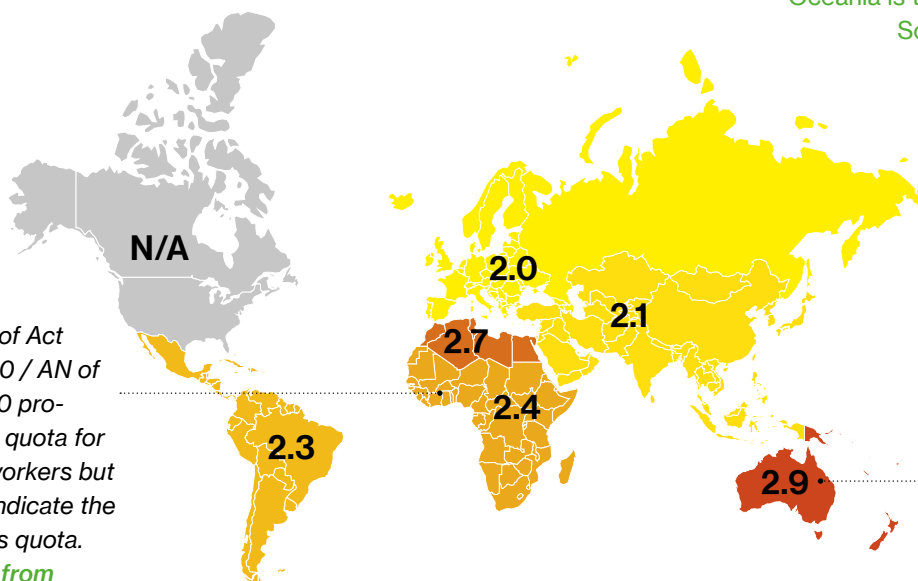 Oceania is
So
N/A
2.0
2.1
2.7
2.4
2.3
2.9
of Act
0 / AN of
0 pro-
quota for
workers but
ndicate the
s quota.
from